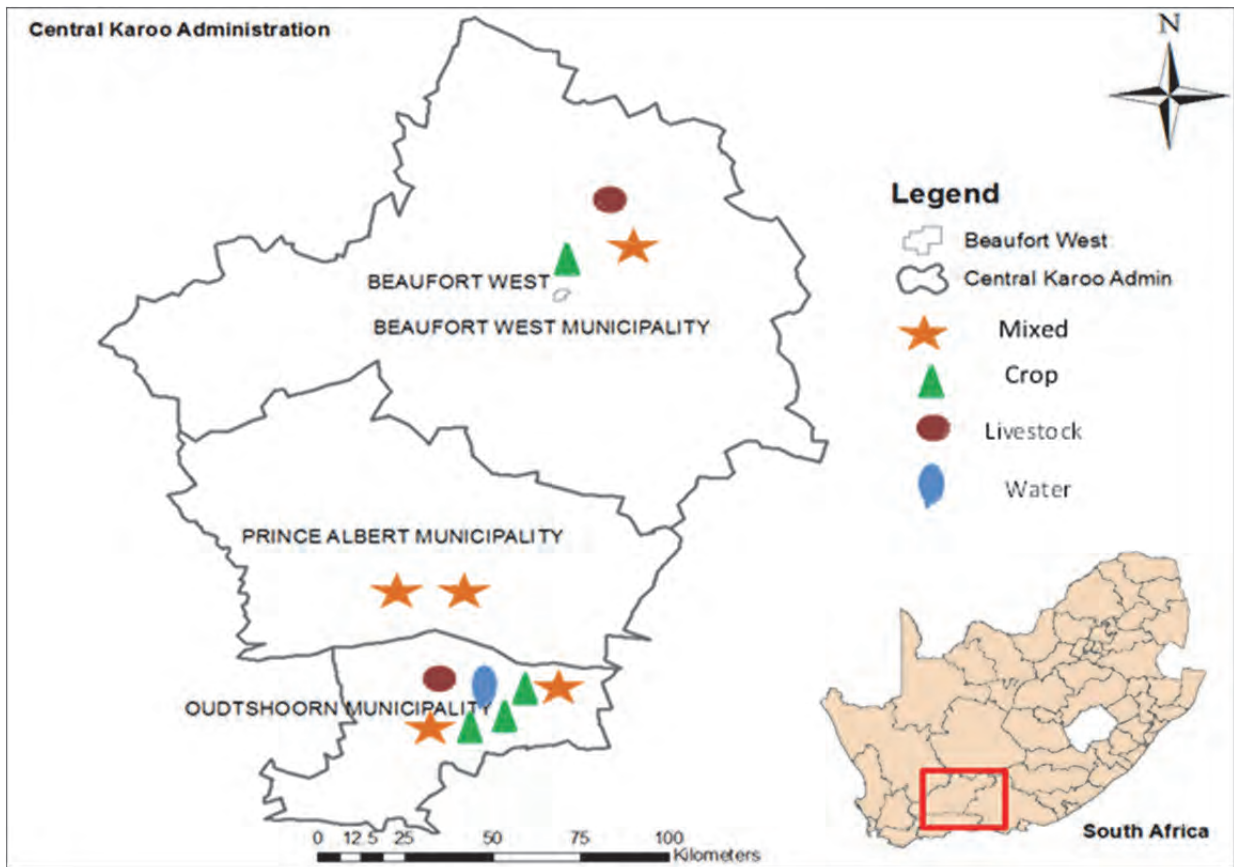 Central Karoo Administration
N
Legend
Beaufort West
Central Karoo Admin
Mixed
Crop
Livestock
Water
BEAUFORT WEST
BEAUFORT WEST MUNICIPALITY
PRINCE ALBERT MUNICIPALITY
OUDTSHOORN MUNICIPALITY
0 12.5 25 50 75 100
Kilometers
South Africa